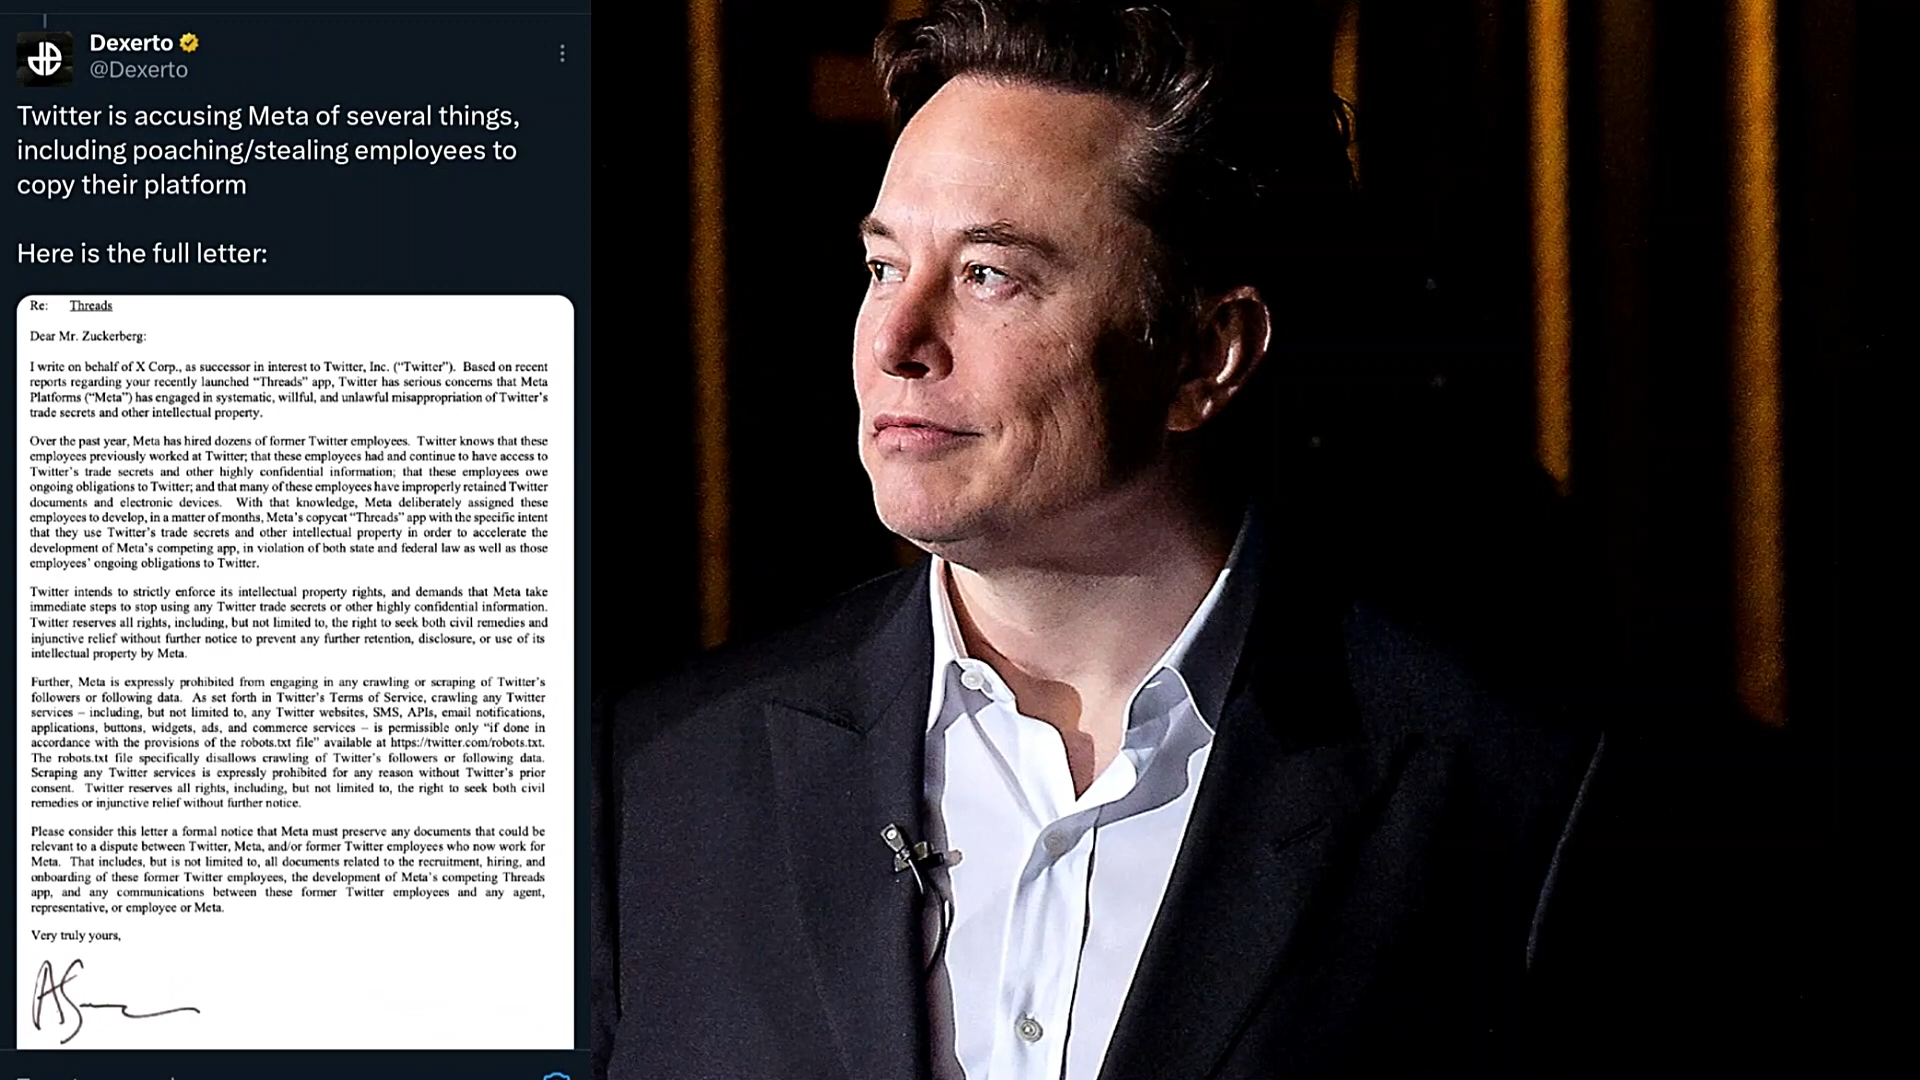 Dexerto
@Dexerto
Twitter is accusing Meta of several things,
including poaching/stealing employees to
copy their platform
Here is the full letter:
Re: Threads
Dear Mr. Zuckerberg:
I write on behalf of X Corp., as successor in interest to Twitter, Inc. (“Twitter”). Based on recent
reports regarding your recently launched “Threads” app, Twitter has serious concerns that Meta
Platforms (“Meta”) has engaged in systematic, willful, and unlawful misappropriation of Twitter’s
trade secrets and other intellectual property.
Over the past year, Meta has hired dozens of former Twitter employees. Twitter knows that these
employees previously worked at Twitter; that these employees had and continue to have access to
Twitter’s trade secrets and other highly confidential information; that these employees owe
ongoing obligations to Twitter; and that many of these employees have improperly retained Twitter
documents and electronic devices. With that knowledge, Meta deliberately assigned these
employees to develop, in a matter of months, Meta’s copycat “Threads” app with the specific intent
that they use Twitter’s trade secrets and other intellectual property in order to accelerate the
development of Meta’s competing app, in violation of both state and federal law as well as those
employees’ ongoing obligations to Twitter.
Twitter intends to strictly enforce its intellectual property rights, and demands that Meta take
immediate steps to stop using any Twitter trade secrets or other highly confidential information.
Twitter reserves all rights, including, but not limited to, the right to seek both civil remedies and
injunctive relief without further notice to prevent any further retention, disclosure, or use of its
intellectual property by Meta.
Further, Meta is expressly prohibited from engaging in any crawling or scraping of Twitter’s
followers or following data. As set forth in Twitter’s Terms of Service, crawling any Twitter
services – including, but not limited to, any Twitter websites, SMS, APIs, email notifications,
applications, buttons, widgets, ads, and commerce services – is permissible only “if done in
accordance with the provisions of the robots.txt file” available at https://twitter.com/robots.txt.
The robots.txt file specifically disallows crawling of Twitter’s followers or following data.
Scraping any Twitter services is expressly prohibited for any reason without Twitter’s prior
consent. Twitter reserves all rights, including, but not limited to, the right to seek both civil
remedies or injunctive relief without further notice.
Please consider this letter a formal notice that Meta must preserve any documents that could be
relevant to a dispute between Twitter, Meta, and/or former Twitter employees who now work for
Meta. That includes, but is not limited to, all documents related to the recruitment, hiring, and
onboarding of these former Twitter employees, the development of Meta’s competing Threads
app, and any communications between these former Twitter employees and any agent,
representative, or employee or Meta.
Very truly yours,